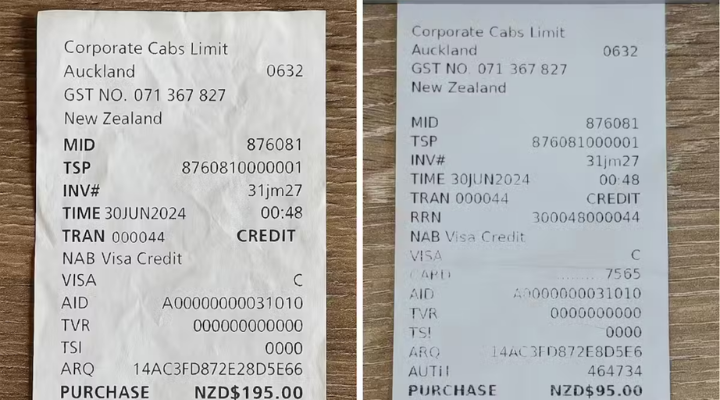 Corporate Cabs Limit
Auckland 0632
GST NO. 071 367 827
New Zealand
MID 876081
TSP 8760810000001
INV# 31jm27
TIME 30JUN2024 00:48
TRAN 000044 CREDIT
NAB Visa Credit
VISA C
AID A00000000031010
TVR 000000000000
TSI 0000
ARQ 14AC3FD872E28D5E66
PURCHASE NZD$195.00
Corporate Cabs Limit
Auckland 0632
GST NO. 071 367 827
New Zealand
MID 876081
TSP 876081000001
INV# 31jm27
TIME 30JUN2024 00:48
TRAN 000044 CREDIT
RRN 300048000044
NAB Visa Credit
VISA C
CARD ........... 7565
AID A0000000031010
TVR 0000000000
TSI 0000
ARQ 14AC3FD872E8D5E6
AUTH 464734
PURCHASE NZD$95.00